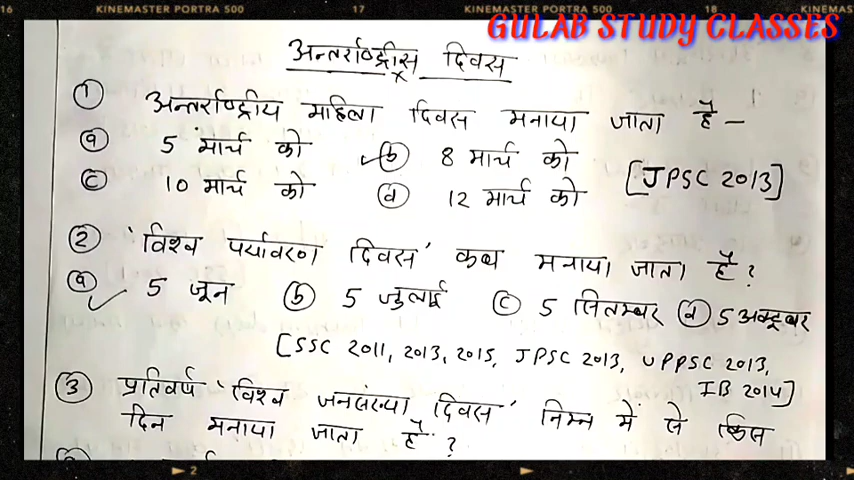 16 KINEMASTER PORTRA 500 17 KINEMASTER PORTRA 500 18
GULAB STUDY CLASSES
अन्तर्राष्ट्रीय दिवस
① अन्तर्राष्ट्रीय महिला दिवस मनाया जाता है –
ⓐ 5 मार्च को ⓑ 8 मार्च को
ⓒ 10 मार्च को ⓓ 12 मार्च को [JPSC 2013]
② 'विश्व पर्यावरण दिवस' कब मनाया जाता है?
ⓐ 5 जून ⓑ 5 जुलाई ⓒ 5 सितम्बर ⓓ 5 अक्टूबर
[SSC 2011, 2013, 2015, JPSC 2013, UPPSC 2013,
IB 2014]
③ प्रतिवर्ष 'विश्व जनसंख्या दिवस' निम्न में से किस
दिन मनाया जाता है?
2